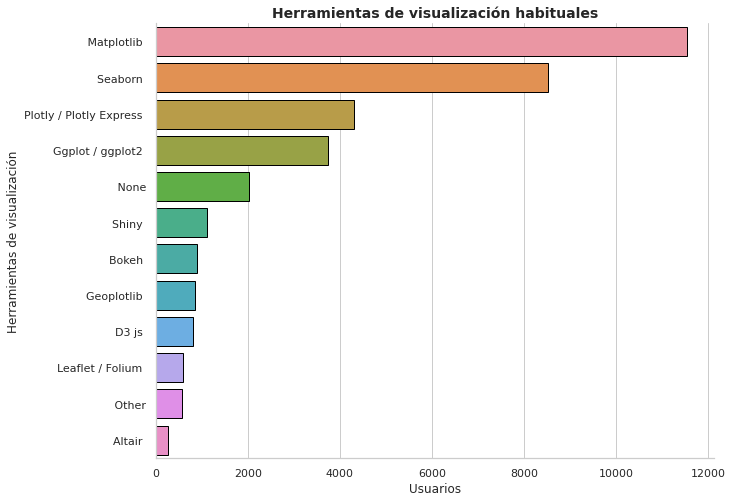 Herramientas de visualización habituales
Herramientas de visualización
Matplotlib
Seaborn
Plotly / Plotly Express
Ggplot / ggplot2
None
Shiny
Bokeh
Geoplotlib
D3 js
Leaflet / Folium
Other
Altair
0 2000 4000 6000 8000 10000 12000
Usuarios